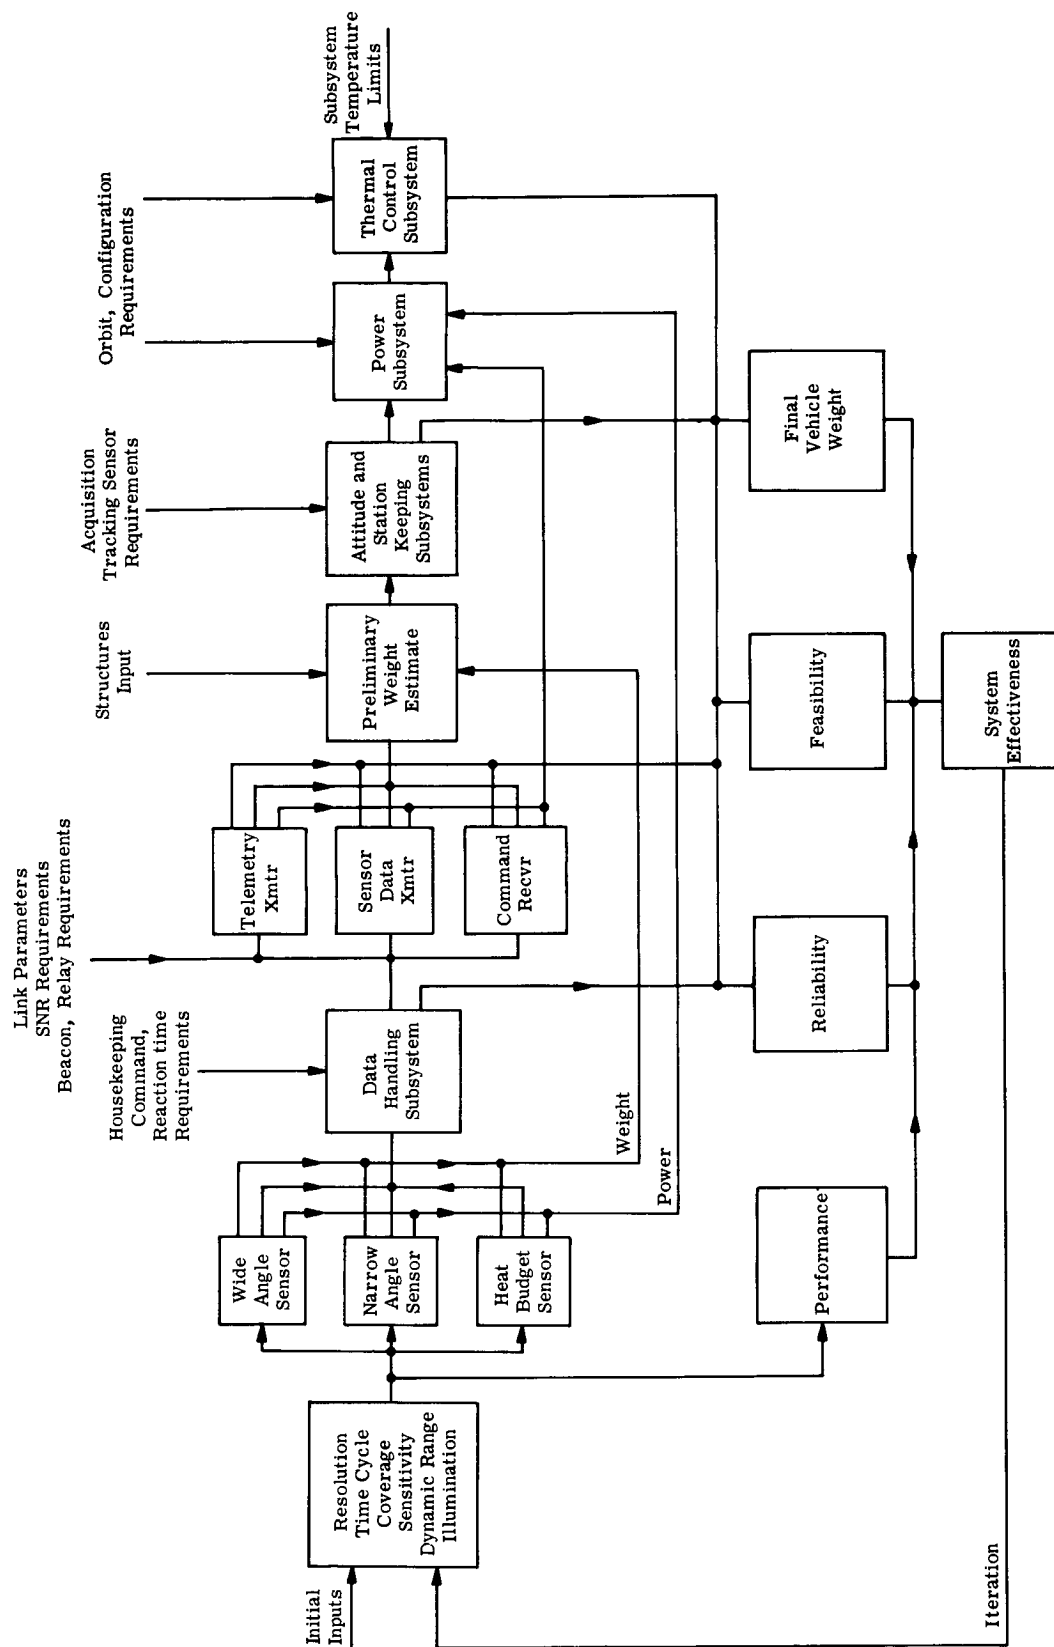 Initial
Inputs
Resolution
Time Cycle
Coverage
Sensitivity
Dynamic Range
Illumination
Wide
Angle
Sensor
Narrow
Angle
Sensor
Heat
Budget
Sensor
Housekeeping
Command,
Reaction time
Requirements
Data
Handling
Subsystem
Link Parameters
SNR Requirements
Beacon, Relay Requirements
Telemetry
Xmtr
Sensor
Data
Xmtr
Command
Recvr
Structures
Input
Preliminary
Weight
Estimate
Acquisition
Tracking Sensor
Requirements
Attitude and
Station
Keeping
Subsystems
Orbit, Configuration
Requirements
Power
Subsystem
Thermal
Control
Subsystem
Subsystem
Temperature
Limits
Weight
Power
Performance
Reliability
Feasibility
Final
Vehicle
Weight
System
Effectiveness
Iteration